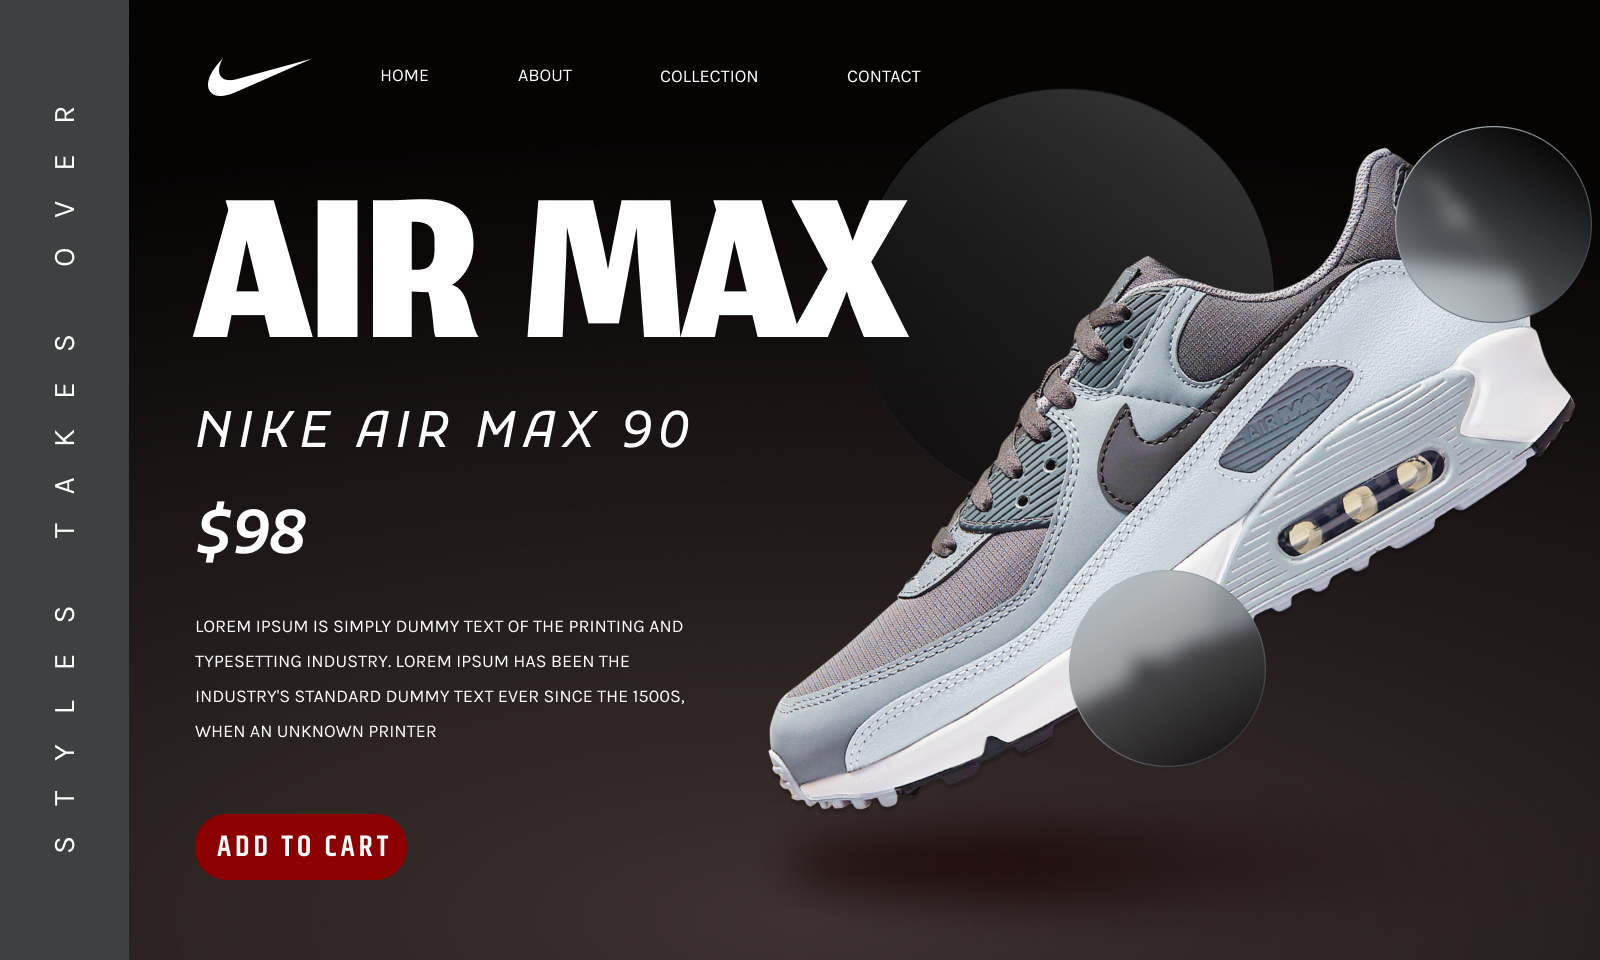 STYLES TAKES OVER
HOME ABOUT COLLECTION CONTACT
AIR MAX
NIKE AIR MAX 90
$98
LOREM IPSUM IS SIMPLY DUMMY TEXT OF THE PRINTING AND
TYPESETTING INDUSTRY. LOREM IPSUM HAS BEEN THE
INDUSTRY'S STANDARD DUMMY TEXT EVER SINCE THE 1500S,
WHEN AN UNKNOWN PRINTER
ADD TO CART
AIR MAX